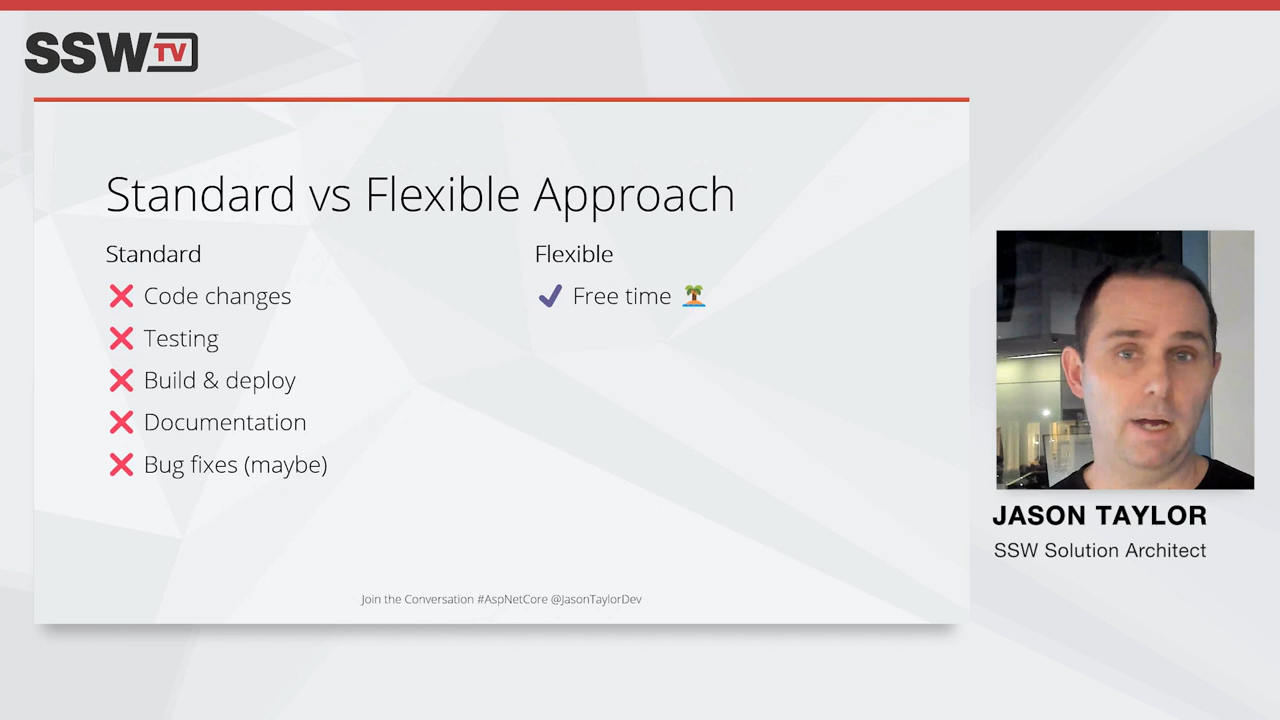 SSW TV
Standard vs Flexible Approach
Standard
❌ Code changes
❌ Testing
❌ Build & deploy
❌ Documentation
❌ Bug fixes (maybe)
Flexible
✔ Free time 🏝
Join the Conversation #AspNetCore @JasonTaylorDev
JASON TAYLOR
SSW Solution Architect